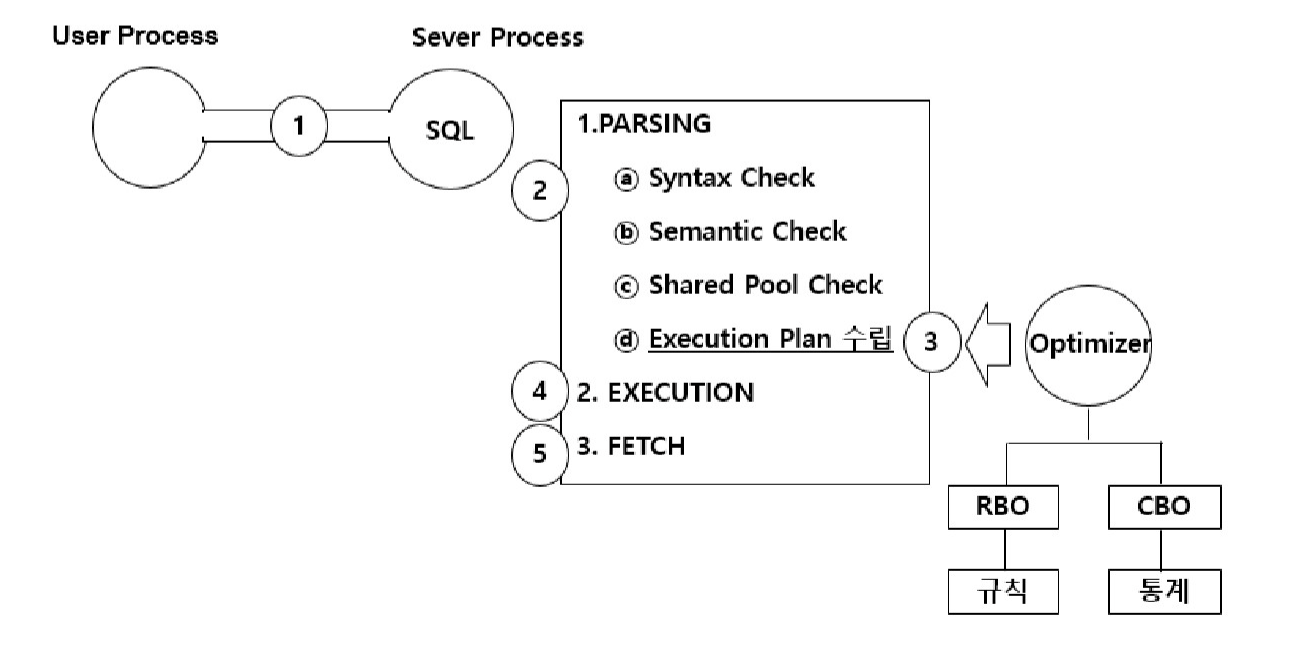 User Process
Sever Process
1
SQL
1.PARSING
2
ⓐ Syntax Check
ⓑ Semantic Check
ⓒ Shared Pool Check
ⓓ Execution Plan 수립
3
Optimizer
4
2. EXECUTION
5
3. FETCH
RBO
CBO
규칙
통계